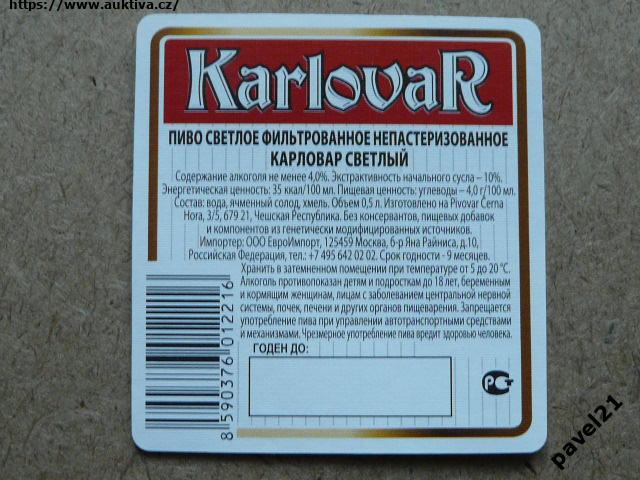 https://www.auktiva.cz/
KarlovaR
ПИВО СВЕТЛОЕ ФИЛЬТРОВАННОЕ НЕПАСТЕРИЗОВАННОЕ
КАРЛОВАР СВЕТЛЫЙ
Содержание алкоголя не менее 4,0%. Экстрактивность начального сусла – 10%.
Энергетическая ценность: 35 ккал/100 мл. Пищевая ценность: углеводы – 4,0 г/100 мл.
Состав: вода, ячменный солод, хмель. Объем 0,5 л. Изготовлено на Pivovar Cerna
Hora, 3/5, 679 21, Чешская Республика. Без консервантов, пищевых добавок
и компонентов из генетически модифицированных источников.
Импортер: ООО ЕвроИмпорт, 125459 Москва, б-р Яна Райниса, д.10,
Российская Федерация, тел.: +7 495 642 02 02. Срок годности - 9 месяцев.
Хранить в затемненном помещении при температуре от 5 до 20 °С.
Алкоголь противопоказан детям и подросткам до 18 лет, беременным
и кормящим женщинам, лицам с заболеванием центральной нервной
системы, почек, печени и других органов пищеварения. Запрещается
употребление пива при управлении автотранспортными средствами
и механизмами. Чрезмерное употребление пива вредит здоровью человека.
ГОДЕН ДО:
8 590376 012216
pavel21